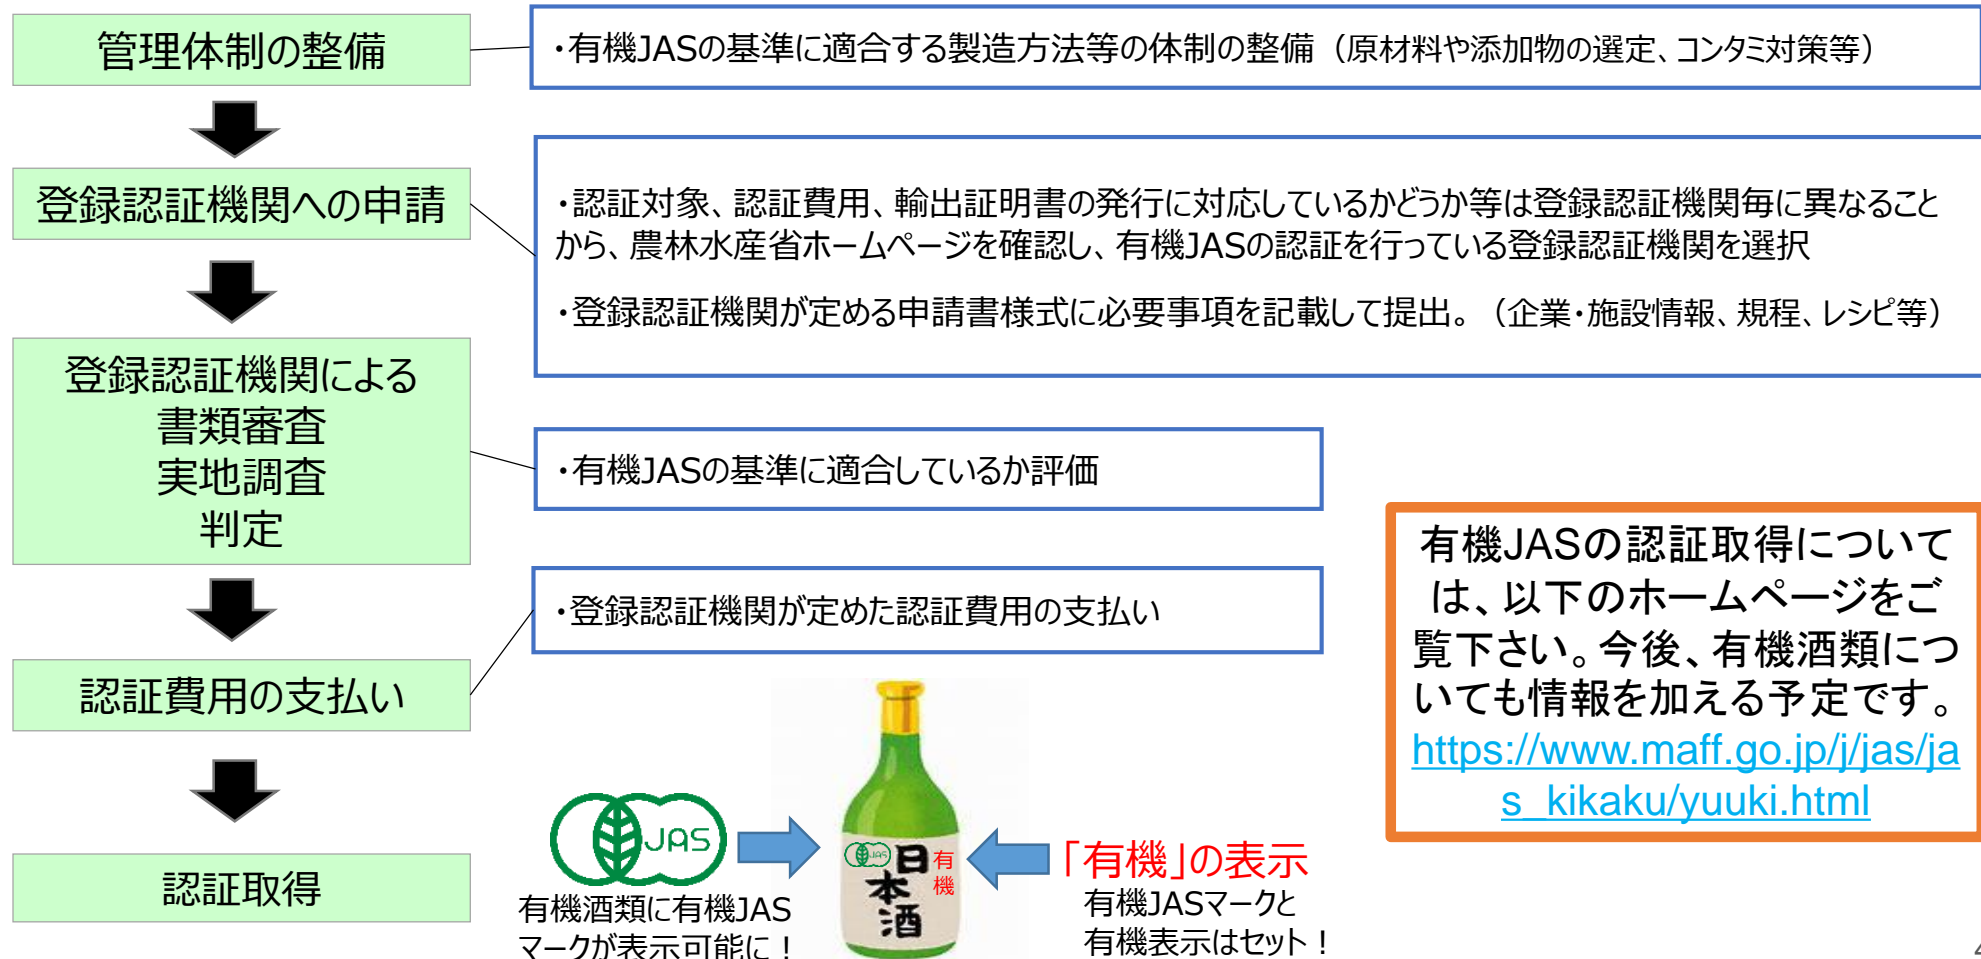 管理体制の整備
・有機JASの基準に適合する製造方法等の体制の整備（原材料や添加物の選定、コンタミ対策等）
登録認証機関への申請
・認証対象、認証費用、輸出証明書の発行に対応しているかどうか等は登録認証機関毎に異なること
から、農林水産省ホームページを確認し、有機JASの認証を行っている登録認証機関を選択
・登録認証機関が定める申請書様式に必要事項を記載して提出。（企業・施設情報、規程、レシピ等）
登録認証機関による
書類審査
実地調査
判定
・有機JASの基準に適合しているか評価
認証費用の支払い
・登録認証機関が定めた認証費用の支払い
認証取得
JAS
有機酒類に有機JAS
マークが表示可能に！
JAS
日本酒
有機
「有機」の表示
有機JASマークと
有機表示はセット！
有機JASの認証取得について
は、以下のホームページをご
覧下さい。今後、有機酒類につ
いても情報を加える予定です。
https://www.maff.go.jp/j/jas/ja
s_kikaku/yuuki.html